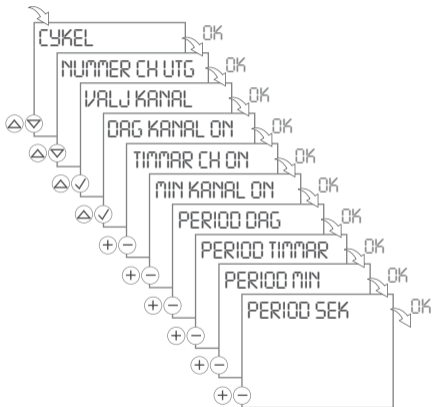 CYKEL OK
NUMMER CH UTG OK
VALJ KANAL OK
DAG KANAL ON OK
TIMMAR CH ON OK
MIN KANAL ON OK
PERIOD DAG OK
PERIOD TIMMAR OK
PERIOD MIN OK
PERIOD SEK OK